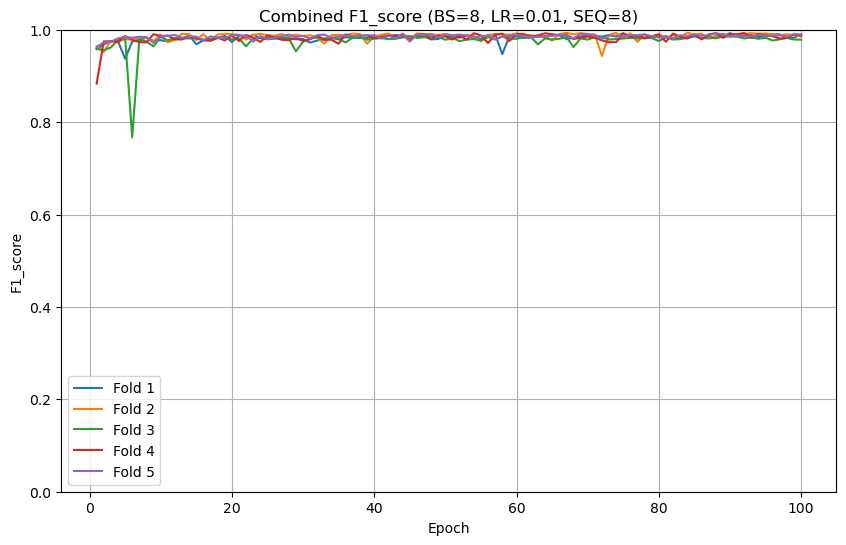 Combined F1_score (BS=8, LR=0.01, SEQ=8)
1.0
0.8
0.6
0.4
0.2
0.0
F1_score
Fold 1
Fold 2
Fold 3
Fold 4
Fold 5
0 20 40 60 80 100
Epoch